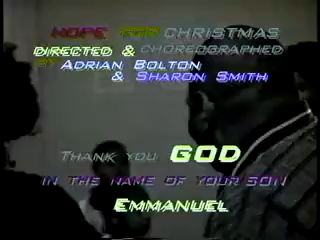 HOPE FOR CHRISTMAS
DIRECTED & CHOREOGRAPHED
BY ADRIAN BOLTON
& SHARON SMITH
THANK YOU GOD
IN THE NAME OF YOUR SON
EMMANUEL